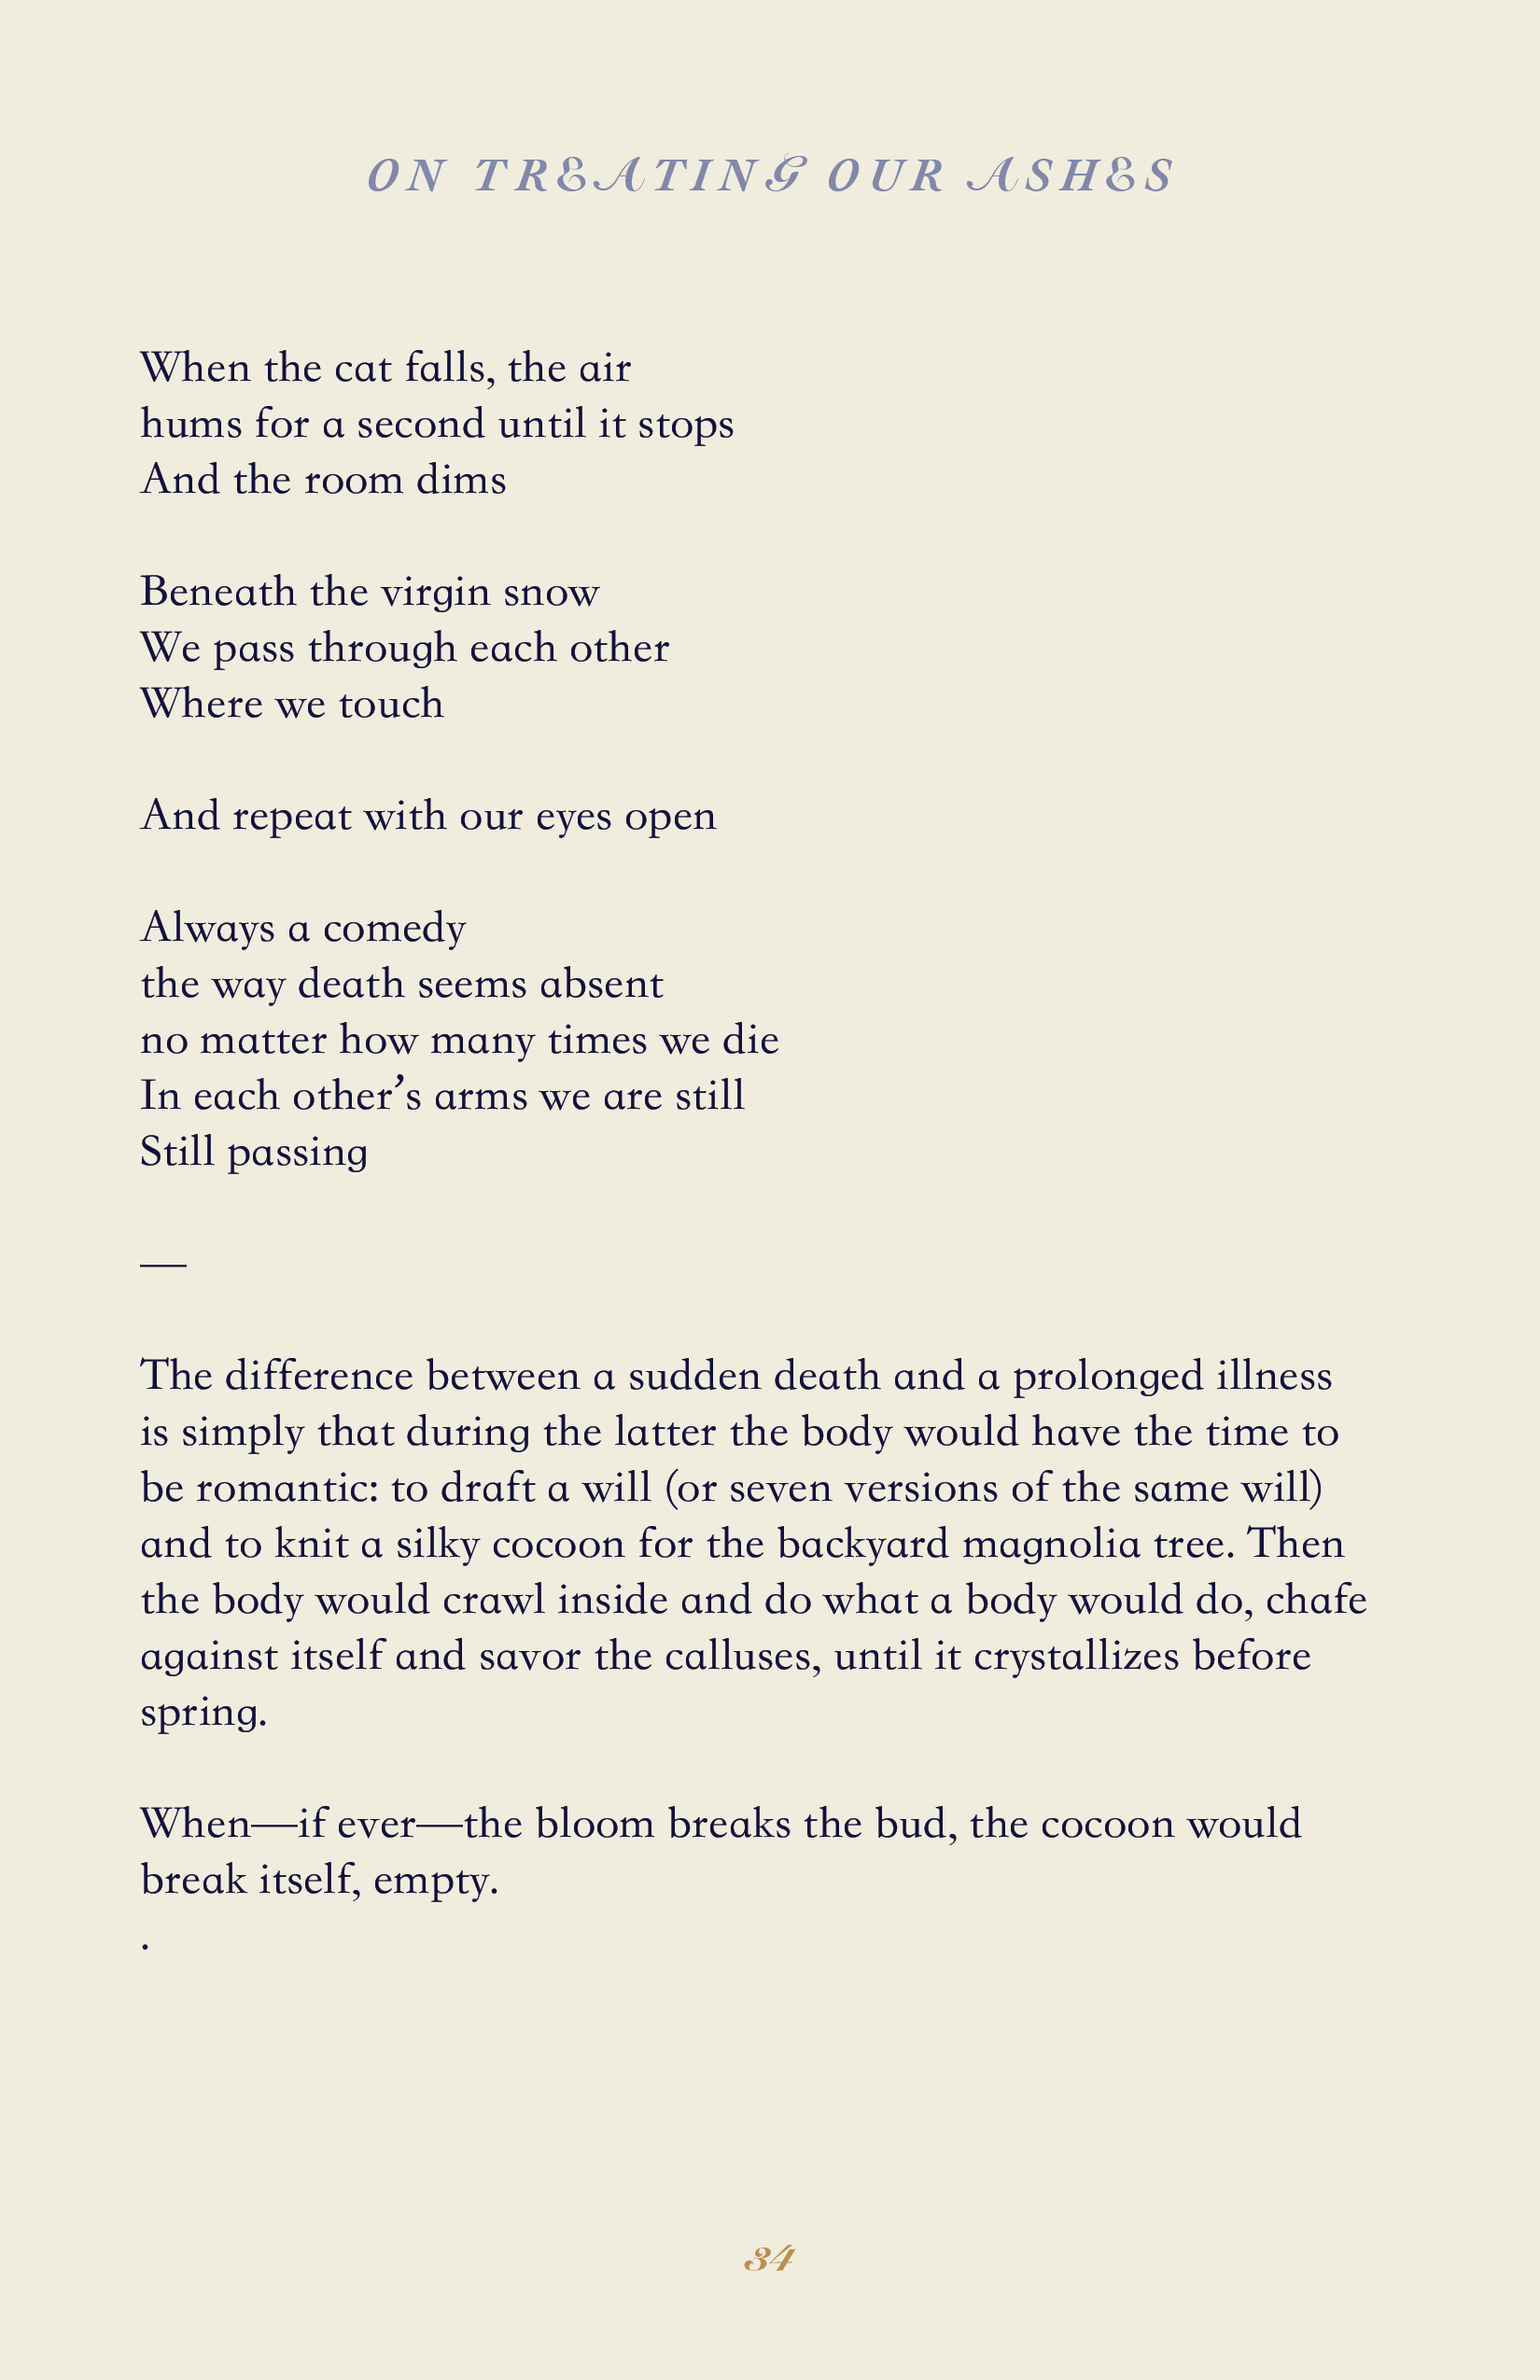 ON TREATING OUR ASHES
When the cat falls, the air
hums for a second until it stops
And the room dims
Beneath the virgin snow
We pass through each other
Where we touch
And repeat with our eyes open
Always a comedy
the way death seems absent
no matter how many times we die
In each other’s arms we are still
Still passing
—
The difference between a sudden death and a prolonged illness
is simply that during the latter the body would have the time to
be romantic: to draft a will (or seven versions of the same will)
and to knit a silky cocoon for the backyard magnolia tree. Then
the body would crawl inside and do what a body would do, chafe
against itself and savor the calluses, until it crystallizes before
spring.
When—if ever—the bloom breaks the bud, the cocoon would
break itself, empty.
.
34